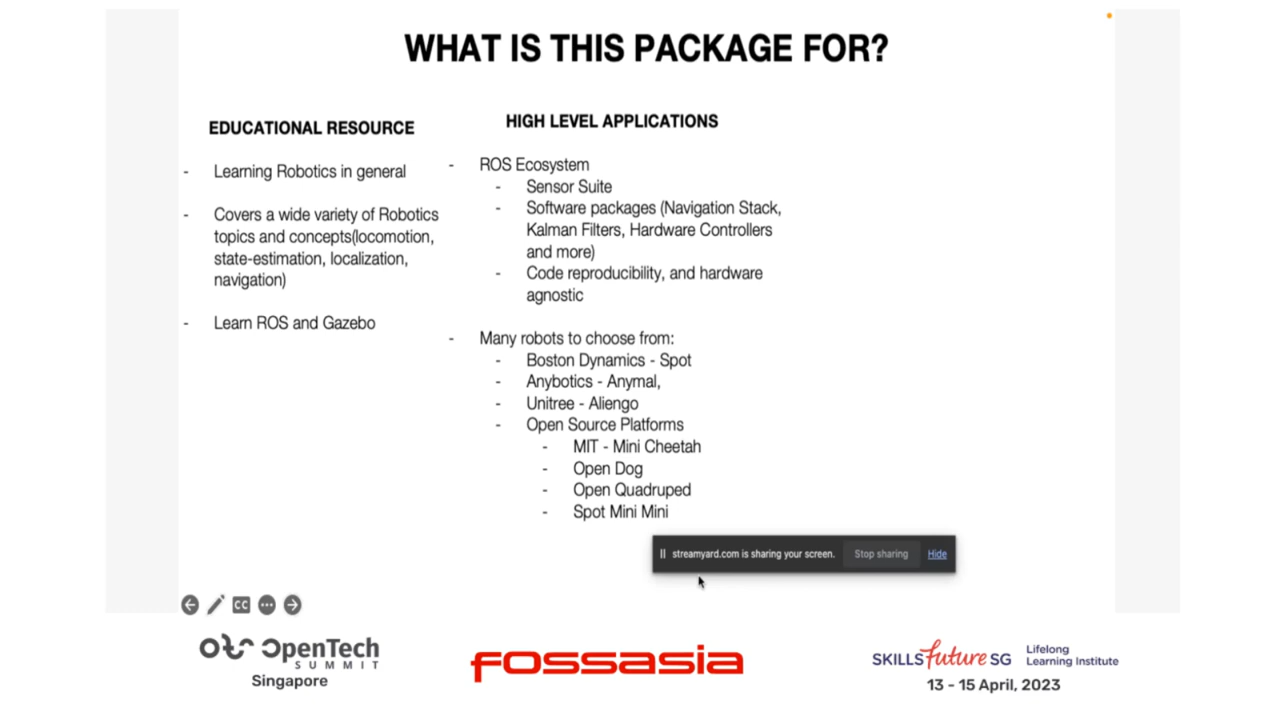 WHAT IS THIS PACKAGE FOR?
EDUCATIONAL RESOURCE
- Learning Robotics in general
- Covers a wide variety of Robotics
topics and concepts(locomotion,
state-estimation, localization,
navigation)
- Learn ROS and Gazebo
HIGH LEVEL APPLICATIONS
- ROS Ecosystem
- Sensor Suite
- Software packages (Navigation Stack,
Kalman Filters, Hardware Controllers
and more)
- Code reproducibility, and hardware
agnostic
- Many robots to choose from:
- Boston Dynamics - Spot
- Anybotics - Anymal,
- Unitree - Aliengo
- Open Source Platforms
- MIT - Mini Cheetah
- Open Dog
- Open Quadruped
- Spot Mini Mini
streamyard.com is sharing your screen. Stop sharing Hide
CC
OpenTech
SUMMIT
Singapore
fossasia
SKILLS future SG
Lifelong
Learning Institute
13 - 15 April, 2023